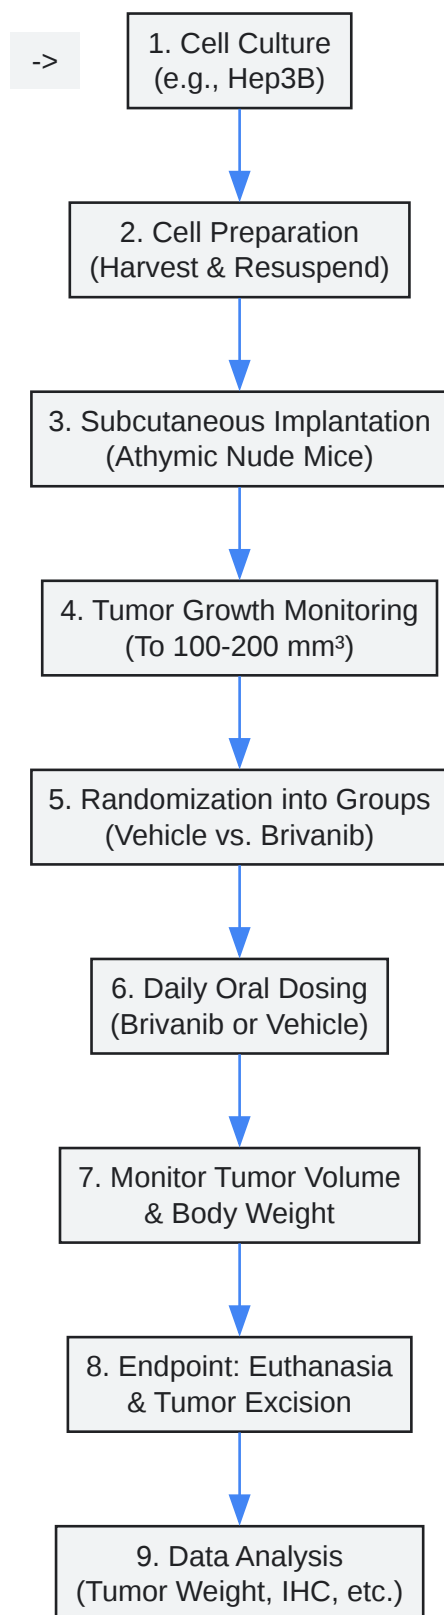 ->
1. Cell Culture
(e.g., Hep3B)
2. Cell Preparation
(Harvest & Resuspend)
3. Subcutaneous Implantation
(Athymic Nude Mice)
4. Tumor Growth Monitoring
(To 100-200 mm³)
5. Randomization into Groups
(Vehicle vs. Brivanib)
6. Daily Oral Dosing
(Brivanib or Vehicle)
7. Monitor Tumor Volume
& Body Weight
8. Endpoint: Euthanasia
& Tumor Excision
9. Data Analysis
(Tumor Weight, IHC, etc.)